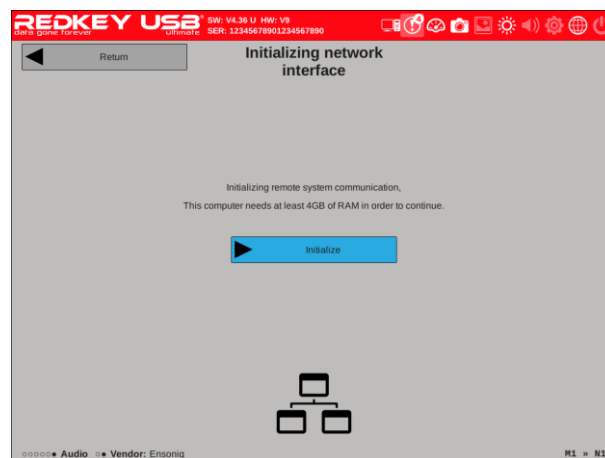 REDKEY USB
data gone forever
ultimate
SW: V4.36 U HW: V9
SER: 12345678901234567890
Return
Initializing network
interface
Initializing remote system communication,
This computer needs at least 4GB of RAM in order to continue.
Initialize
Audio Vendor: Ensoniq
M1 » N1